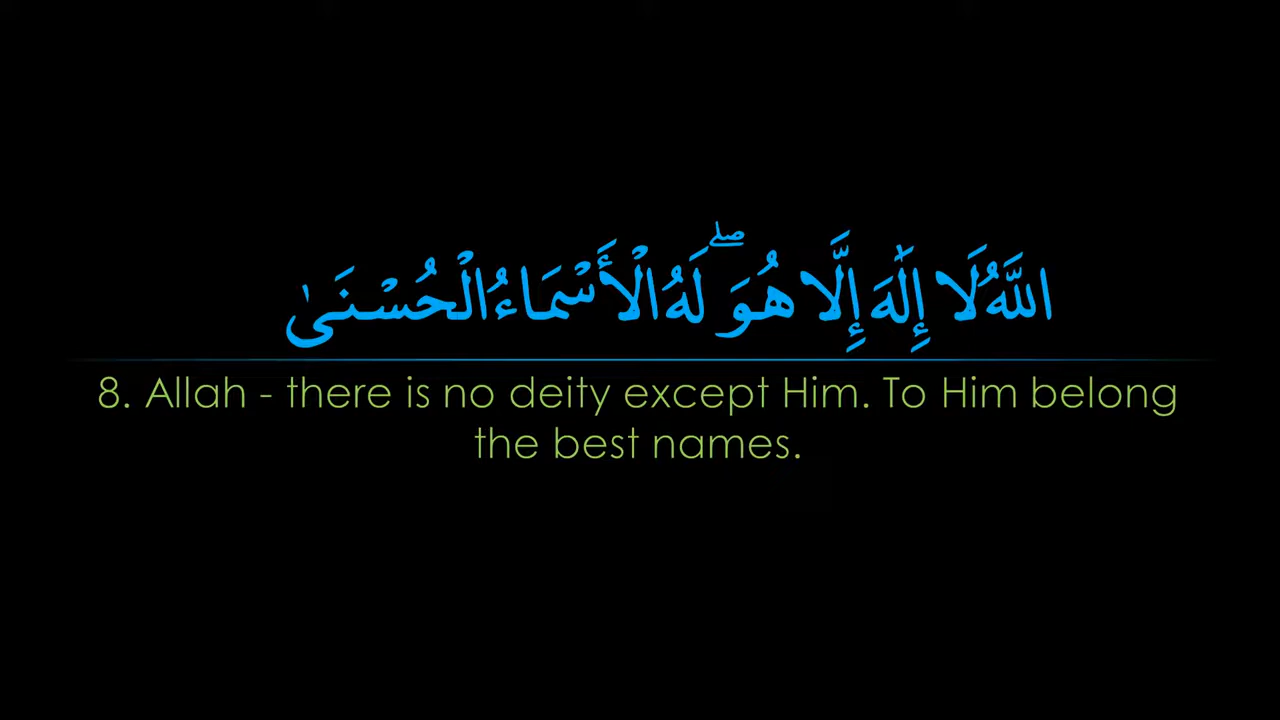 اللَّهُ لَا إِلَٰهَ إِلَّا هُوَ ۖ لَهُ الْأَسْمَاءُ الْحُسْنَىٰ
8. Allah - there is no deity except Him. To Him belong
the best names.